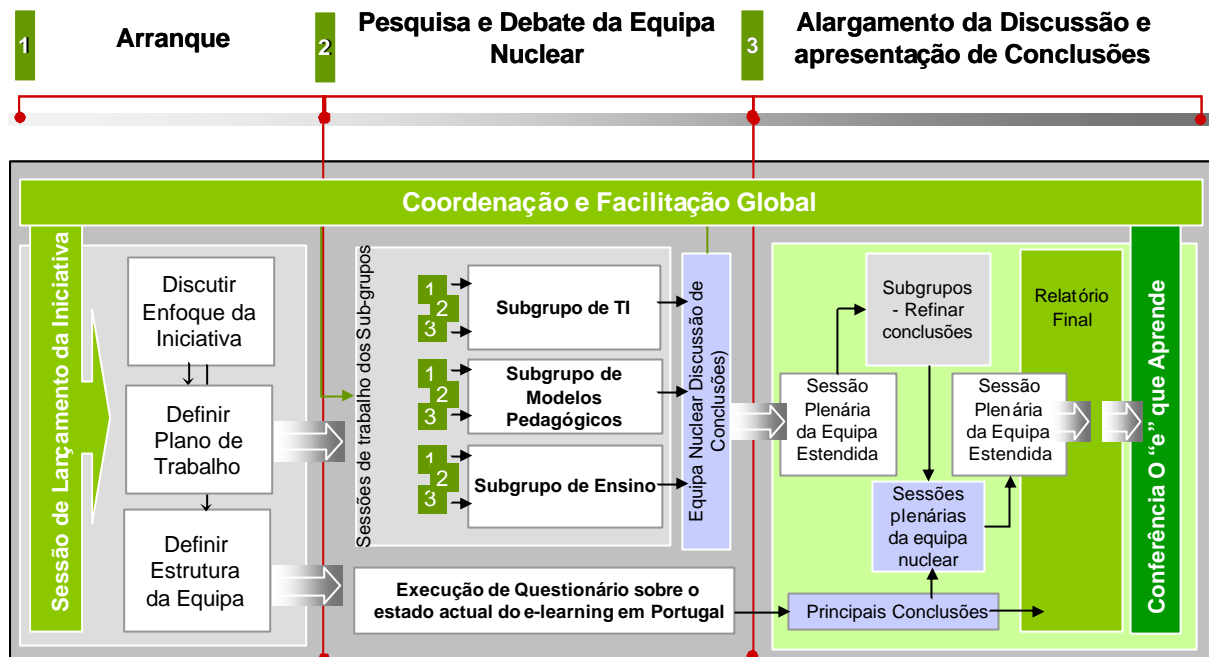 1
Arranque
2
Pesquisa e Debate da Equipa
Nuclear
3
Alargamento da Discussão e
apresentação de Conclusões
Coordenação e Facilitação Global
Sessão de Lançamento da Iniciativa
Discutir
Enfoque da
Iniciativa
Definir
Plano de
Trabalho
Definir
Estrutura
da Equipa
Sessões de trabalho dos Sub-grupos
1
2
3
Subgrupo de TI
1
2
3
Subgrupo de
Modelos
Pedagógicos
1
2
3
Subgrupo de Ensino
Equipa Nuclear Discussão de
Conclusões)
Execução de Questionário sobre o
estado actual do e-learning em Portugal
Sessão
Plenária
da Equipa
Estendida
Subgrupos
- Refinar
conclusões
Sessões
plenárias
da equipa
nuclear
Principais Conclusões
Sessão
Plenária
da Equipa
Estendida
Relatório
Final
Conferência O “e” que Aprende